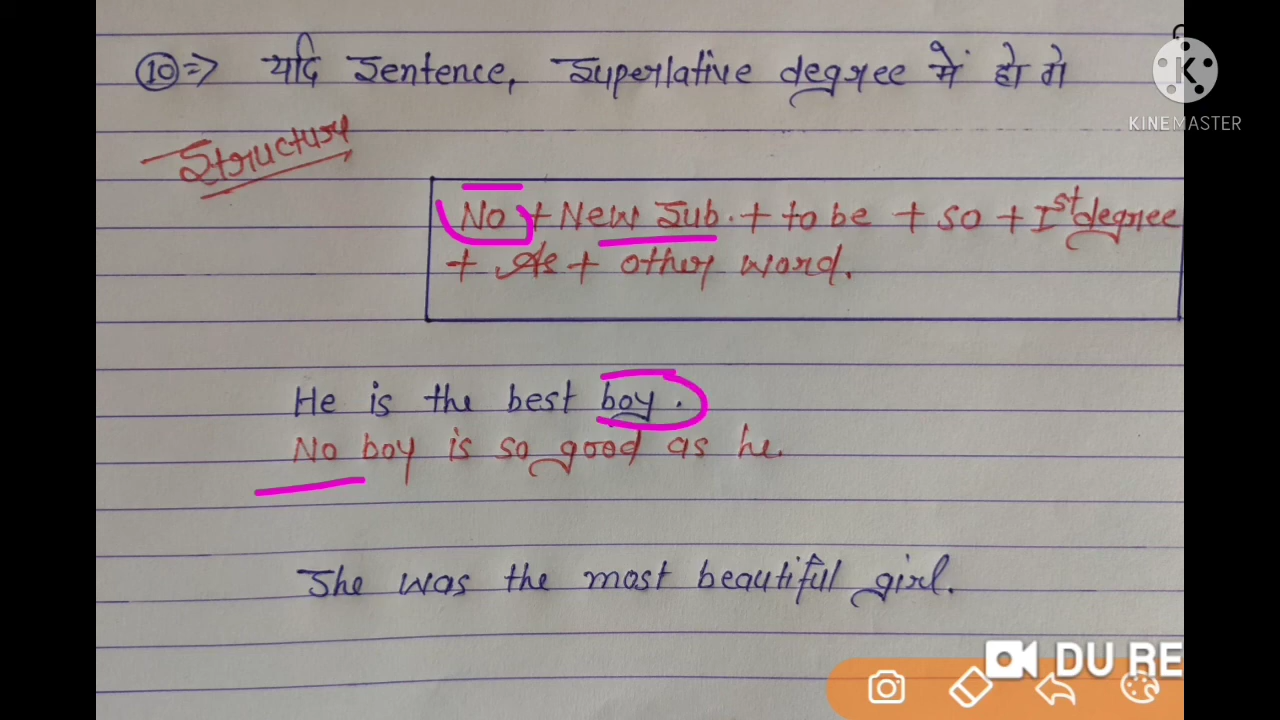 ⑩⇒ यदि Sentence, Superlative degree में हो तो
KINEMASTER
Structure
No + New Sub. + to be + so + Ist degree
+ As + other word.
He is the best boy.
No boy is so good as he.
She was the most beautiful girl.
DU RE